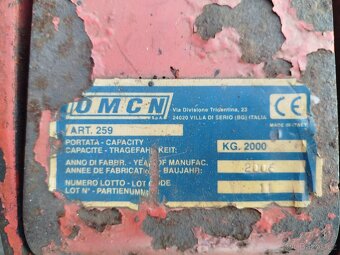 OMCN S.p.A.
Via Divisione Tridentina, 23
24020 VILLA DI SERIO (BG) ITALIA
CE
MADE IN ITALY
ART. 259
PORTATA - CAPACITY
CAPACITE - TRAGEFAHIGKEIT:
KG. 2000
ANNO DI FABBR. - YEAR OF MANUFAC.
ANNEE DE FABRICAT - BAUJAHR:
NUMERO LOTTO - LOT CODE
LOT N° - PARTIENUMM